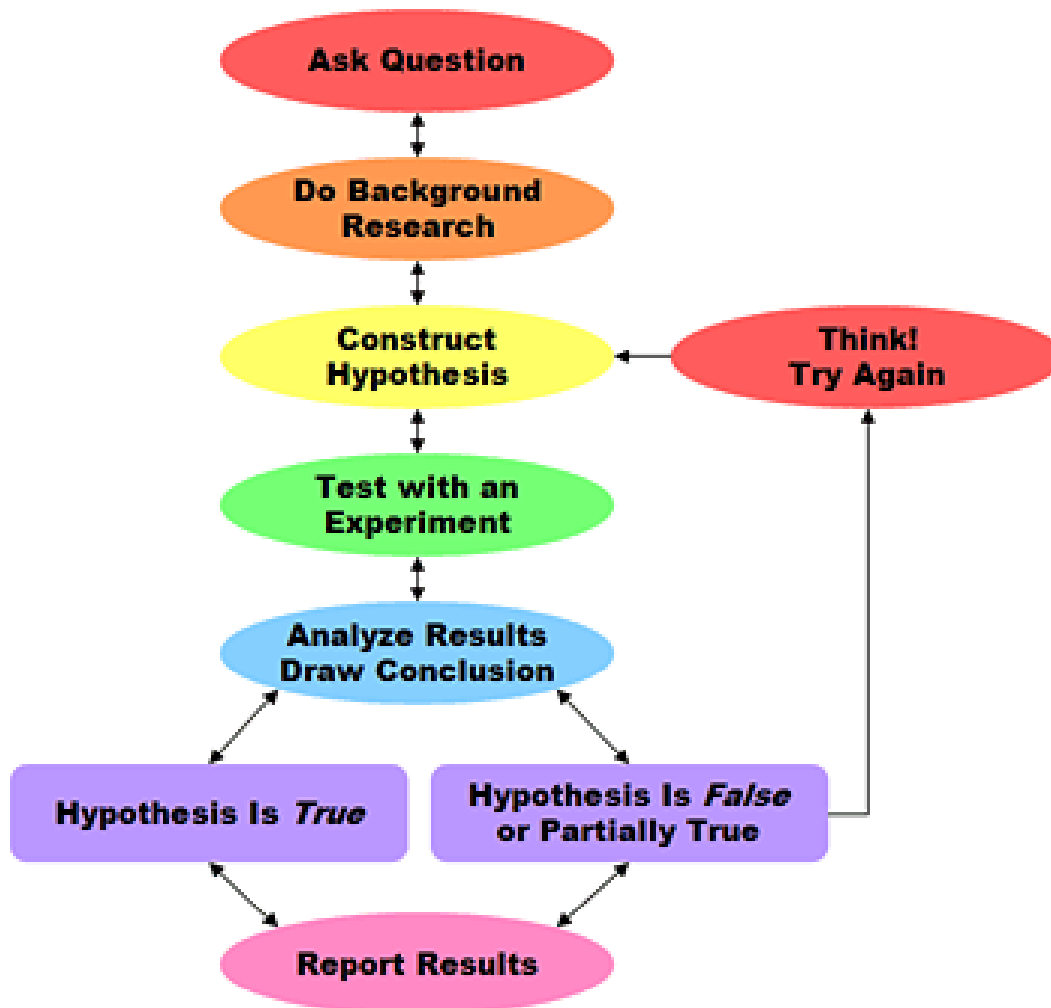 Ask Question
Do Background
Research
Construct
Hypothesis
Think!
Try Again
Test with an
Experiment
Analyze Results
Draw Conclusion
Hypothesis Is True
Hypothesis Is False
or Partially True
Report Results